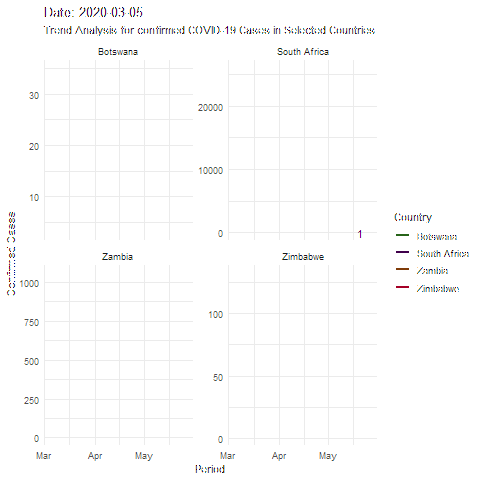 Date: 2020-03-05
Trend Analysis for confirmed COVID-19 Cases in Selected Countries
Botswana
South Africa
30
20
10
20000
10000
0
1
Confirmed Cases
Zambia
Zimbabwe
1000
750
500
250
0
100
50
0
Mar Apr May
Mar Apr May
Period
Country
Botswana
South Africa
Zambia
Zimbabwe